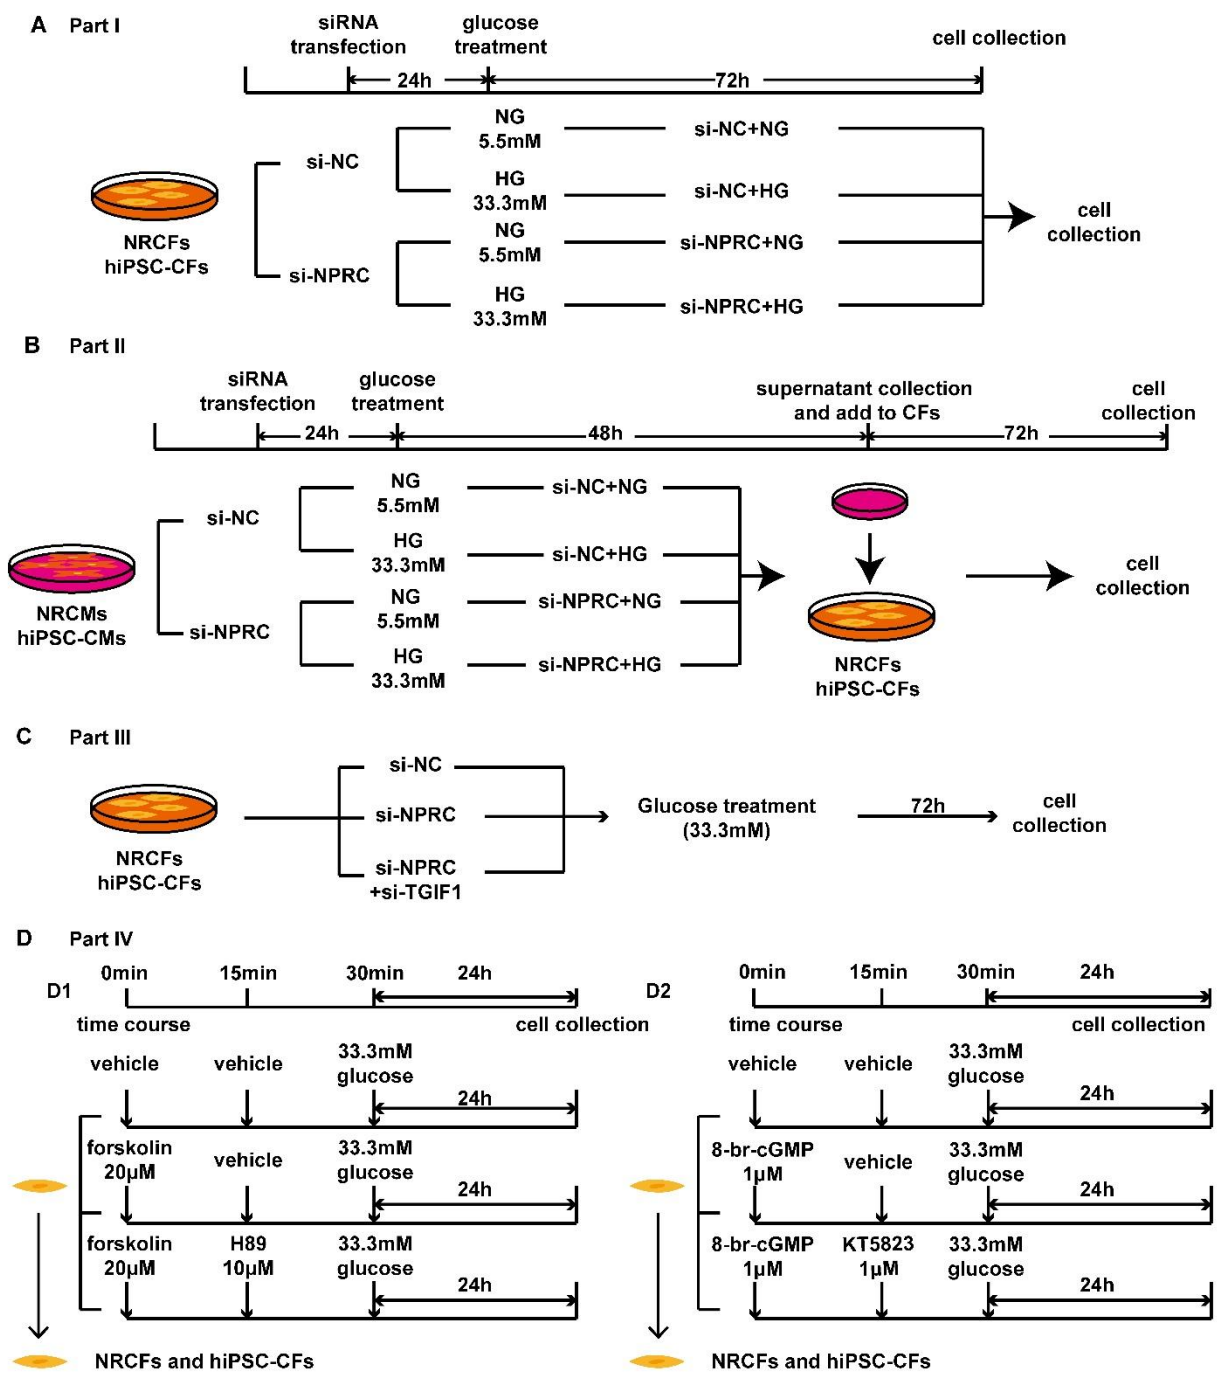 A Part I
siRNA
transfection
glucose
treatment
cell collection
24h
72h
NRCFs
hiPSC-CFs
si-NC
si-NPRC
NG
5.5mM
HG
33.3mM
NG
5.5mM
HG
33.3mM
si-NC+NG
si-NC+HG
si-NPRC+NG
si-NPRC+HG
cell
collection
B Part II
siRNA
transfection
glucose
treatment
supernatant collection
and add to CFs
cell
collection
24h
48h
72h
NRCMs
hiPSC-CMs
si-NC
si-NPRC
NG
5.5mM
HG
33.3mM
NG
5.5mM
HG
33.3mM
si-NC+NG
si-NC+HG
si-NPRC+NG
si-NPRC+HG
NRCFs
hiPSC-CFs
cell
collection
C Part III
NRCFs
hiPSC-CFs
si-NC
si-NPRC
si-NPRC
+si-TGIF1
Glucose treatment
(33.3mM)
72h
cell
collection
D Part IV
D1
0min
15min
30min
24h
time course
cell collection
vehicle
vehicle
33.3mM
glucose
24h
forskolin
20μM
vehicle
33.3mM
glucose
24h
forskolin
20μM
H89
10μM
33.3mM
glucose
24h
NRCFs and hiPSC-CFs
D2
0min
15min
30min
24h
time course
cell collection
vehicle
vehicle
33.3mM
glucose
24h
8-br-cGMP
1μM
vehicle
33.3mM
glucose
24h
8-br-cGMP
1μM
KT5823
1μM
33.3mM
glucose
24h
NRCFs and hiPSC-CFs